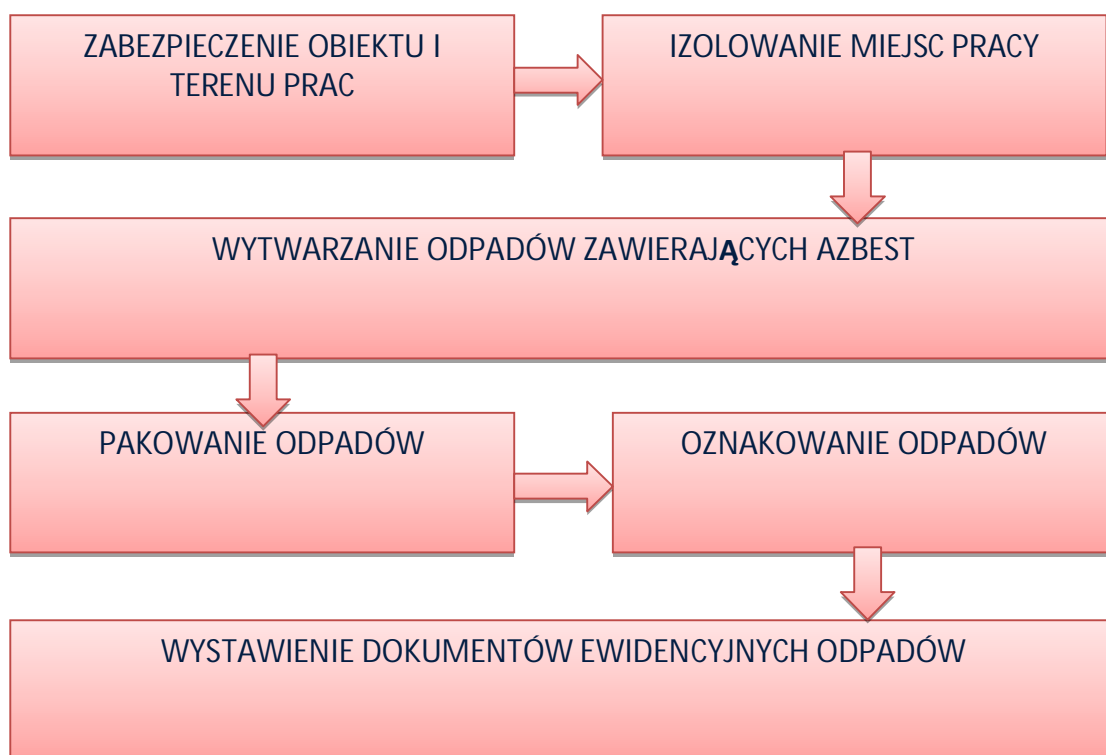 ZABEZPIECZENIE OBIEKTU I
TERENU PRAC
IZOLOWANIE MIEJSC PRACY
WYTWARZANIE ODPADÓW ZAWIERAJĄCYCH AZBEST
PAKOWANIE ODPADÓW
OZNAKOWANIE ODPADÓW
WYSTAWIENIE DOKUMENTÓW EWIDENCYJNYCH ODPADÓW